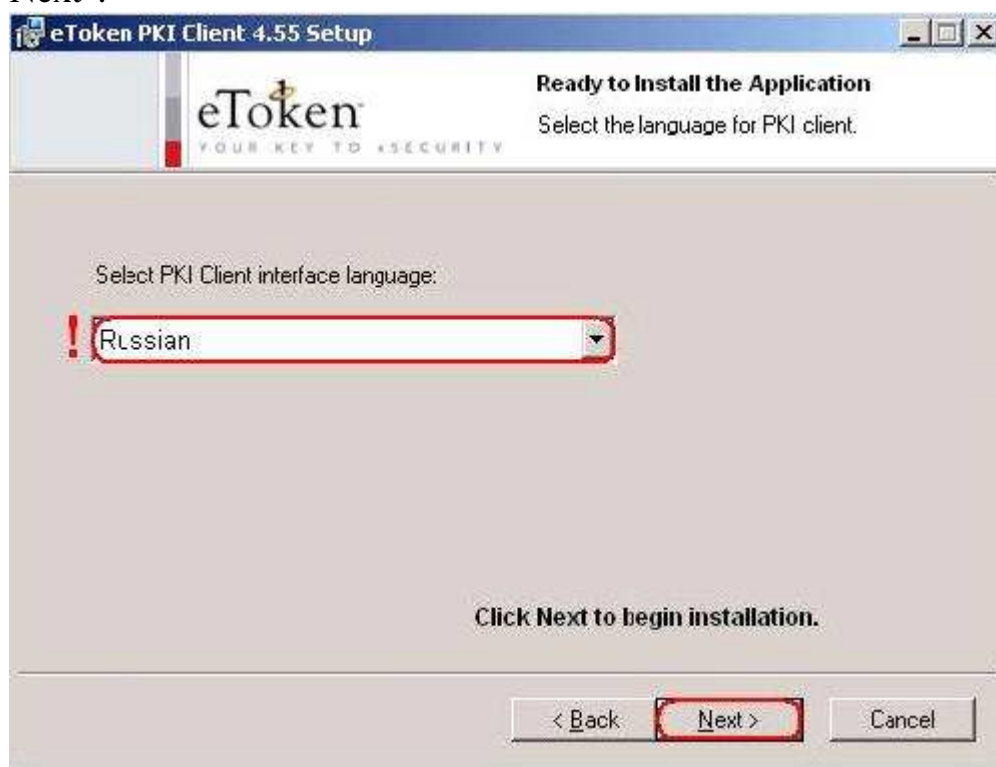 Next".
eToken PKI Client 4.55 Setup
eToken
YOUR KEY TO eSECURITY
Ready to Install the Application
Select the language for PKI client.
Select PKI Client interface language:
! Russian
Click Next to begin installation.
< Back Next > Cancel